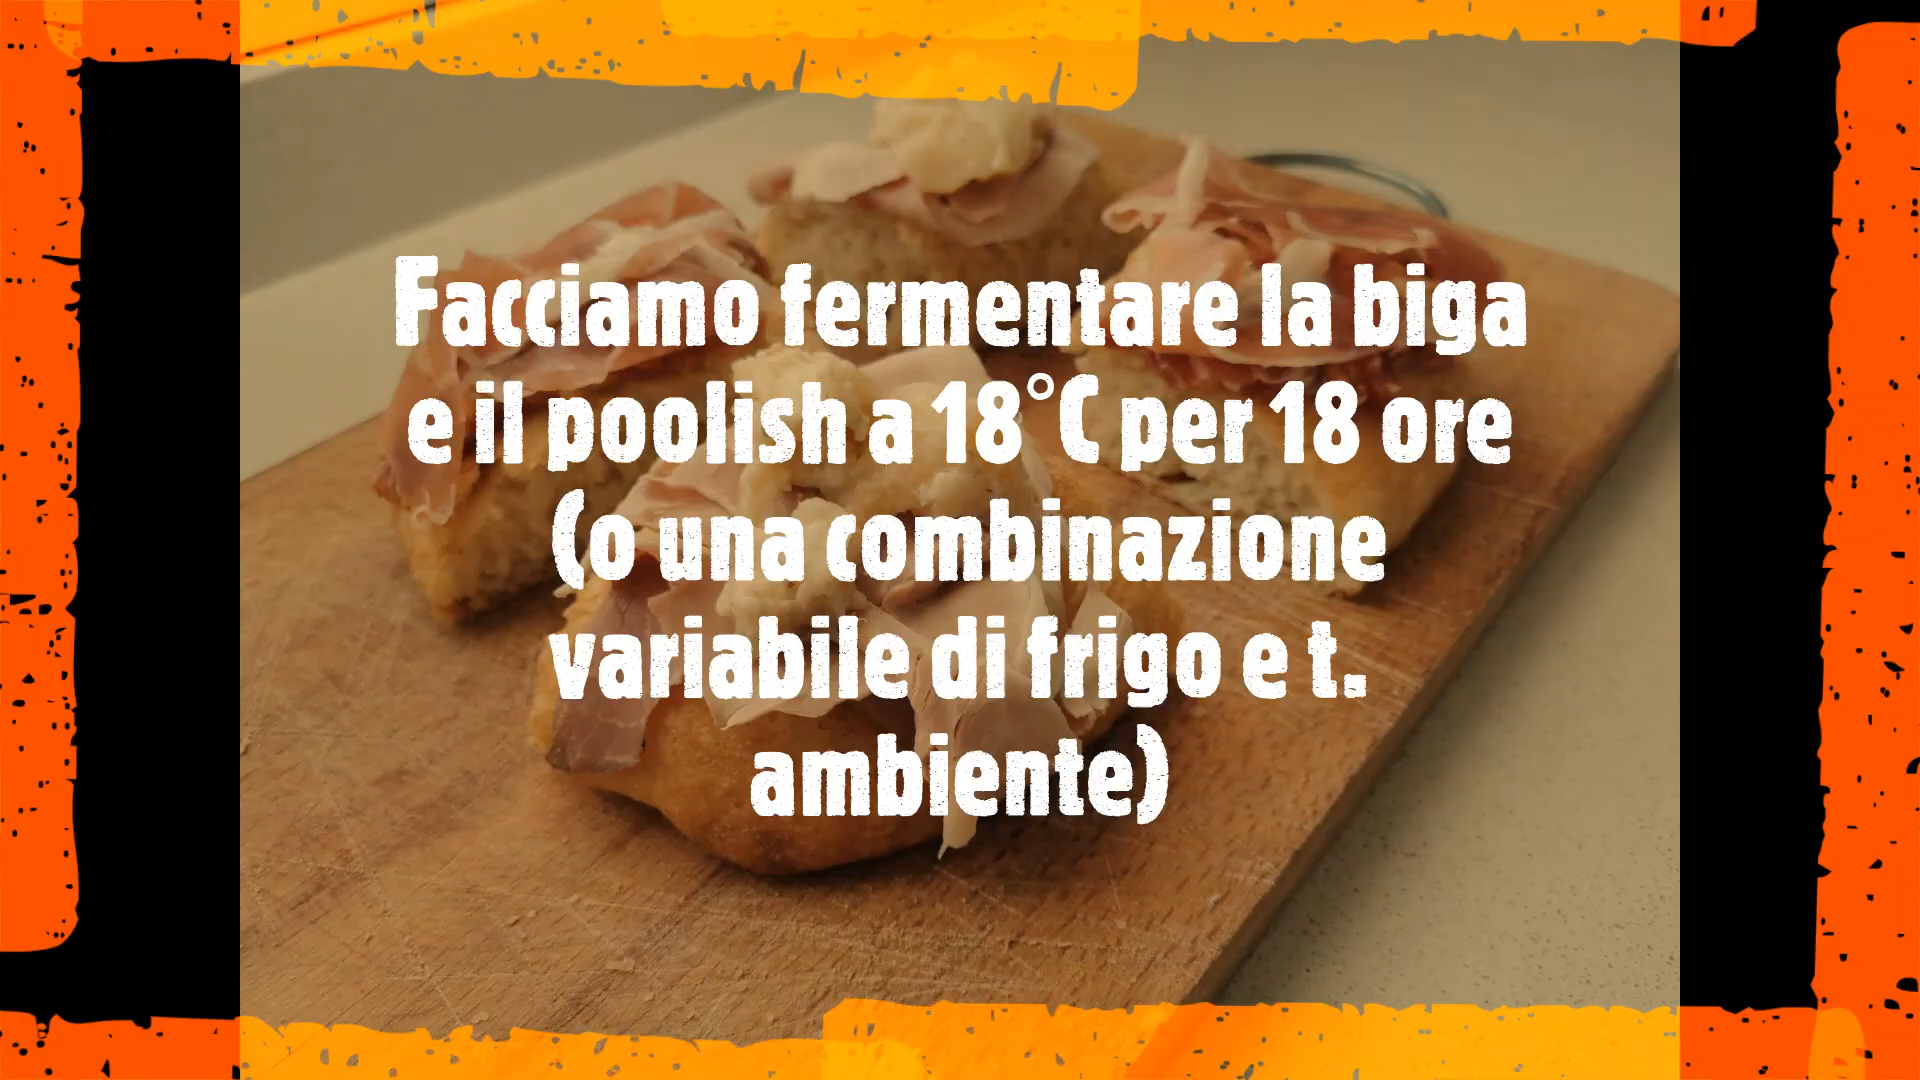 Facciamo fermentare la biga
e il poolish a 18°C per 18 ore
(o una combinazione
variabile di frigo e t.
ambiente)